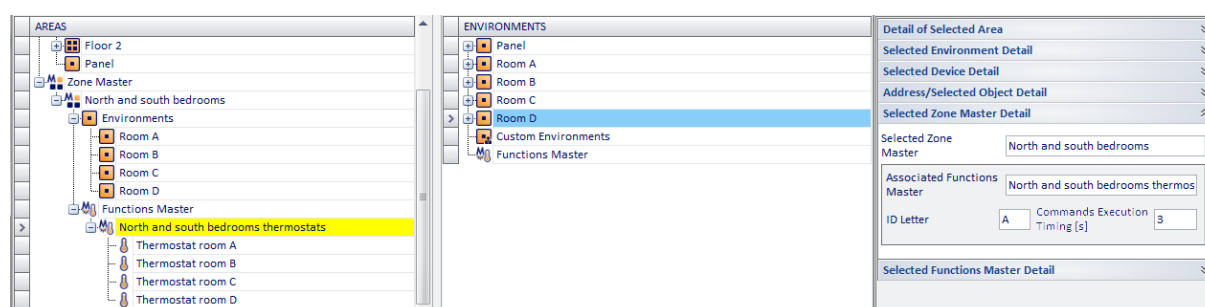 AREAS
Floor 2
Panel
Zone Master
North and south bedrooms
Environments
Room A
Room B
Room C
Room D
Functions Master
North and south bedrooms thermostats
Thermostat room A
Thermostat room B
Thermostat room C
Thermostat room D
ENVIRONMENTS
Panel
Room A
Room B
Room C
Room D
Custom Environments
Functions Master
Detail of Selected Area
Selected Environment Detail
Selected Device Detail
Address/Selected Object Detail
Selected Zone Master Detail
Selected Zone
Master
North and south bedrooms
Associated Functions
Master
North and south bedrooms thermos
ID Letter
A
Commands Execution
Timing [s]
3
Selected Functions Master Detail